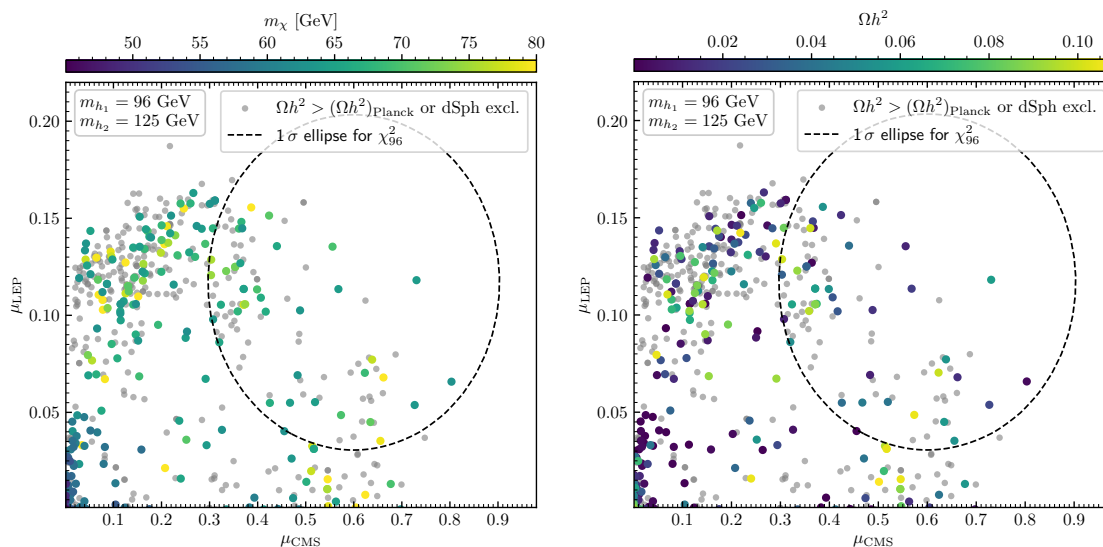 m_χ [GeV]
50 55 60 65 70 75 80
m_{h_1} = 96 GeV
m_{h_2} = 125 GeV
Ωh² > (Ωh²)_Planck or dSph excl.
1 σ ellipse for χ²_96
0.20
0.15
0.10
0.05
μ_LEP
0.1 0.2 0.3 0.4 0.5 0.6 0.7 0.8 0.9
μ_CMS
Ωh²
0.02 0.04 0.06 0.08 0.10
m_{h_1} = 96 GeV
m_{h_2} = 125 GeV
Ωh² > (Ωh²)_Planck or dSph excl.
1 σ ellipse for χ²_96
0.20
0.15
0.10
0.05
μ_LEP
0.1 0.2 0.3 0.4 0.5 0.6 0.7 0.8 0.9
μ_CMS